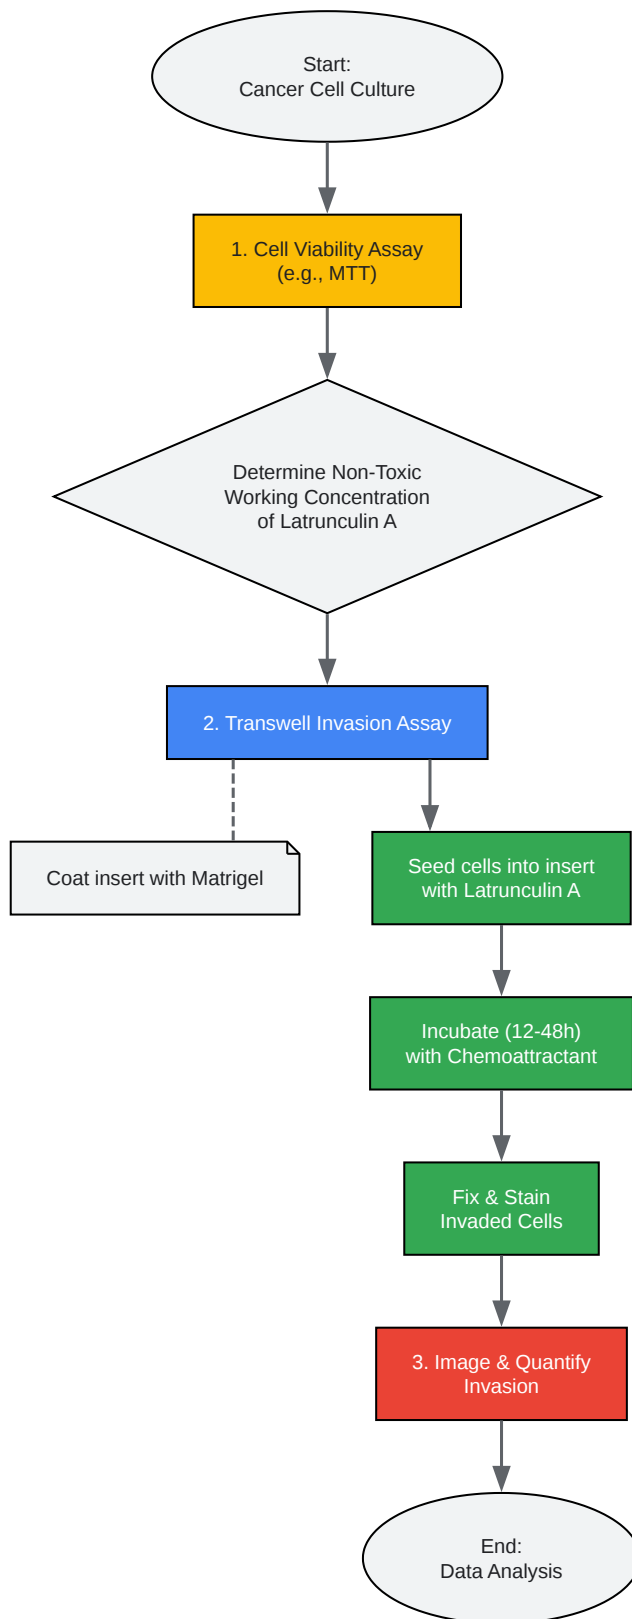 Start:
Cancer Cell Culture
1. Cell Viability Assay
(e.g., MTT)
Determine Non-Toxic
Working Concentration
of Latrunculin A
2. Transwell Invasion Assay
Coat insert with Matrigel
Seed cells into insert
with Latrunculin A
Incubate (12-48h)
with Chemoattractant
Fix & Stain
Invaded Cells
3. Image & Quantify
Invasion
End:
Data Analysis